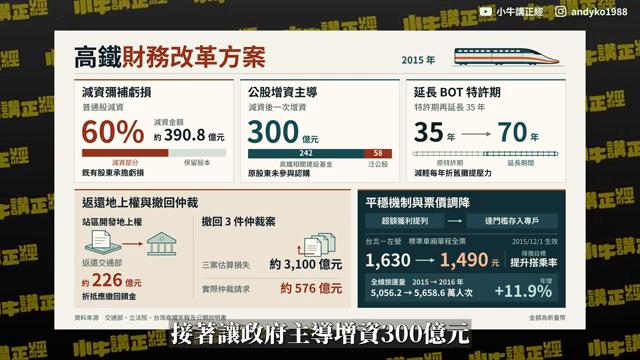 小牛講正經
andyko1988
高鐵財務改革方案
2015 年
減資彌補虧損
普通股減資
60%
減資金額
約 390.8 億元
減資部分
保留股本
既有股東承擔虧損
公股增資主導
減資後一次增資
300 億元
242
58
高鐵相關建設基金
泛公股
原股東未參與認購
延長 BOT 特許期
特許期再延長 35 年
35 年
70 年
原特許期
延長期間
減輕每年折舊攤提壓力
返還地上權與撤回仲裁
站區開發地上權
返還交通部
約 226 億元
折抵應繳回饋金
撤回 3 件仲裁案
三案估算損失
約 3,100 億元
實際仲裁請求
約 576 億元
平穩機制與票價調降
超額獲利提列
達門檻存入專戶
台北－左營 標準車廂單程全票
2015/12/1 生效
1,630
1,490 元
降價目標
提升搭乘率
全線旅運量 2015 → 2016 年
5,056.2 → 5,658.6 萬人次
年增
+11.9%
資料來源 交通部、立法院、台灣高鐵年報及公開說明書
金額為新臺幣
接著讓政府主導增資300億元